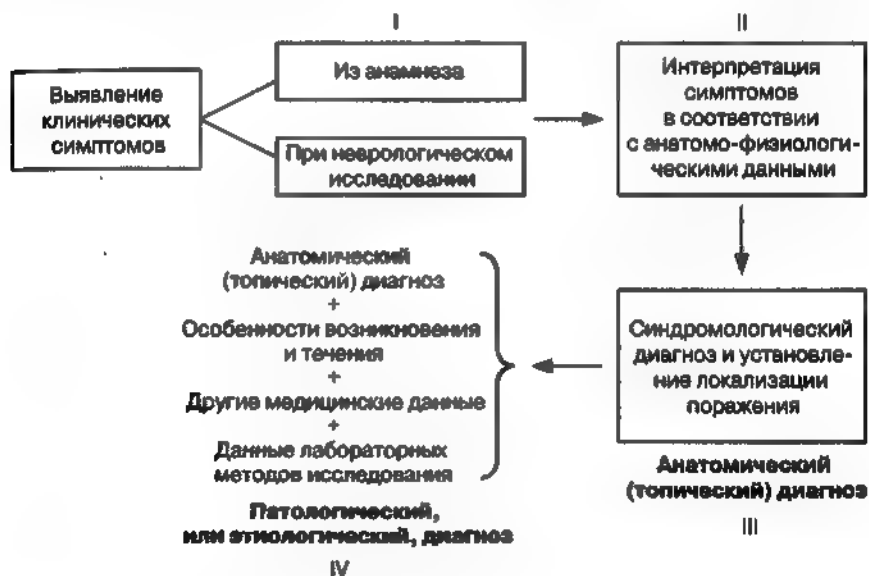 I
Выявление
клинических
симптомов
Из анамнеза
При неврологическом
исследовании
II
Интерпретация
симптомов
в соответствии
с анатомо-физиологи-
ческими данными
Синдромологический
диагноз и установле-
ние локализации
поражения
Анатомический
(топический) диагноз
III
Анатомический
(топический) диагноз
+
Особенности возникновения
и течения
+
Другие медицинские данные
+
Данные лабораторных
методов исследования
Патологический,
или этиологический, диагноз
IV